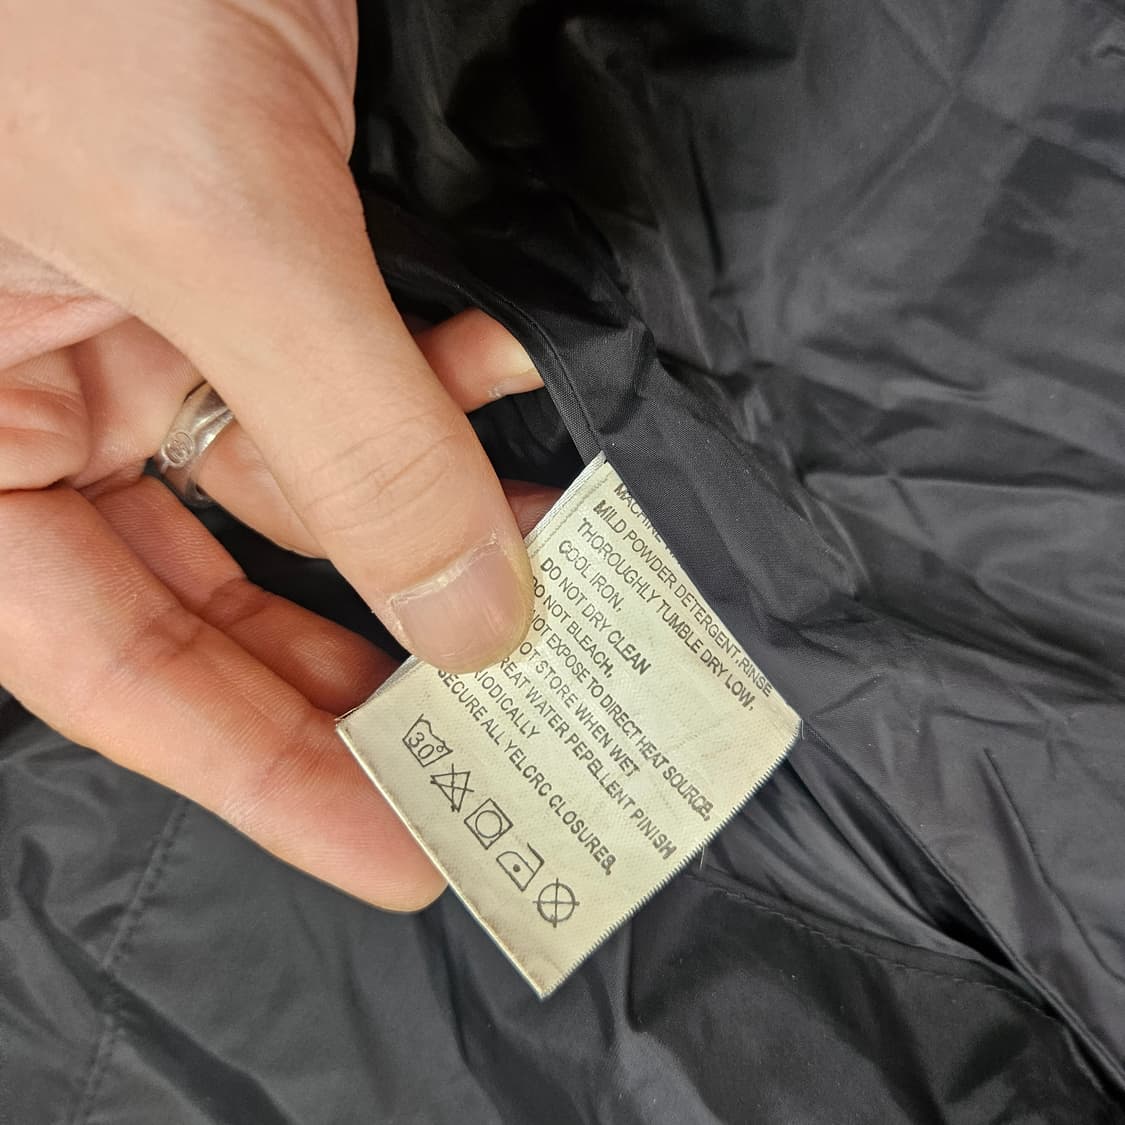 MILD POWDER DETERGENT,.RINSE
THOROUGHLY TUMBLE DRY LOW,
COOL IRON,
DO NOT DRY CLEAN
DO NOT BLEACH,
NOT EXPOSE TO DIRECT HEAT SOURCE,
OT STORE WHEN WET
REAT WATER PEPELLENT PINISH
RIODICALLY
SECURE ALL YELCRC CLOSURES,
30